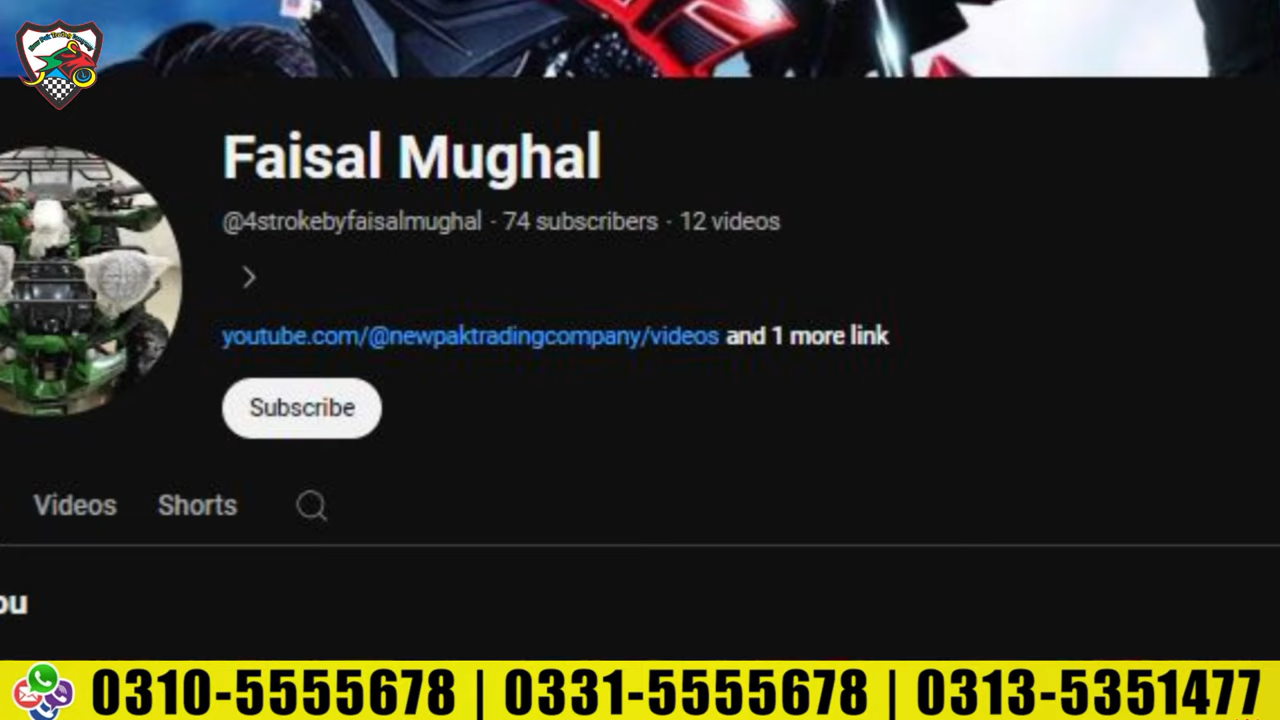 Faisal Mughal
@4strokebyfaisalmughal · 74 subscribers · 12 videos
youtube.com/@newpaktradingcompany/videos and 1 more link
Subscribe
Videos Shorts
ou
0310-5555678 | 0331-5555678 | 0313-5351477